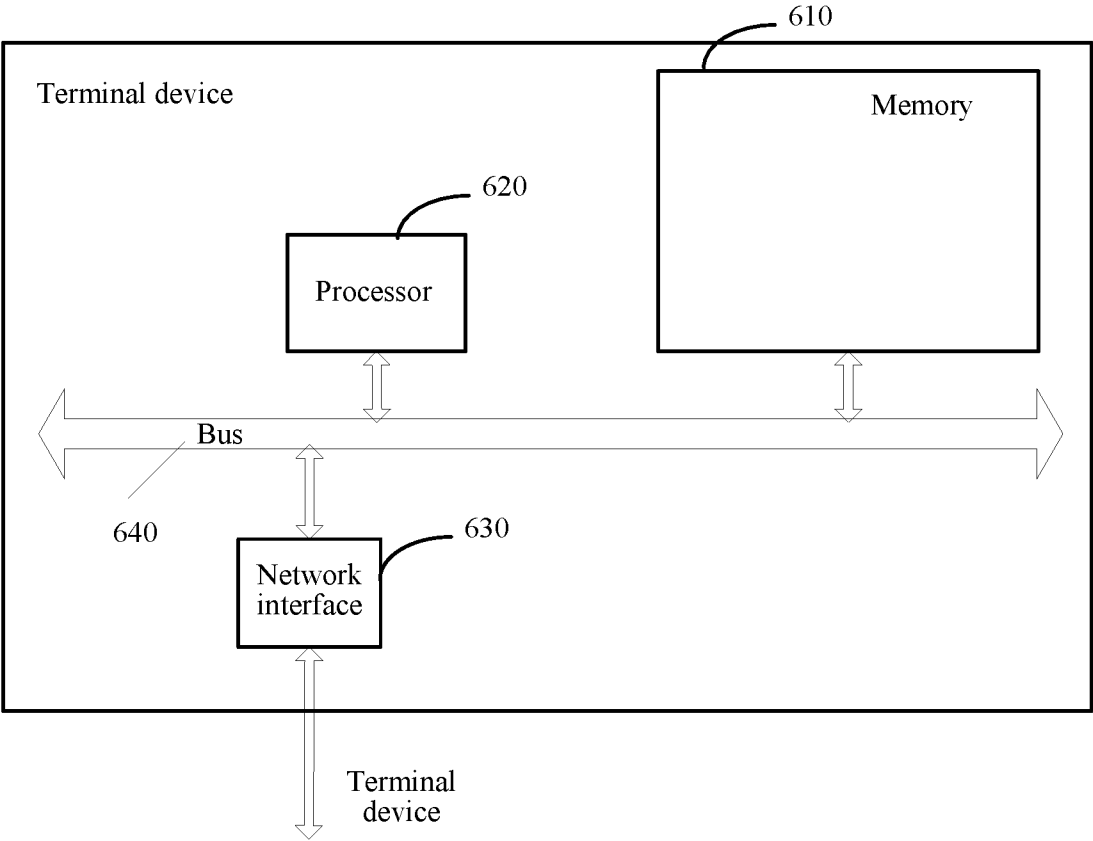 610
Terminal device
Memory
620
Processor
Bus
640
630
Network
interface
Terminal
device